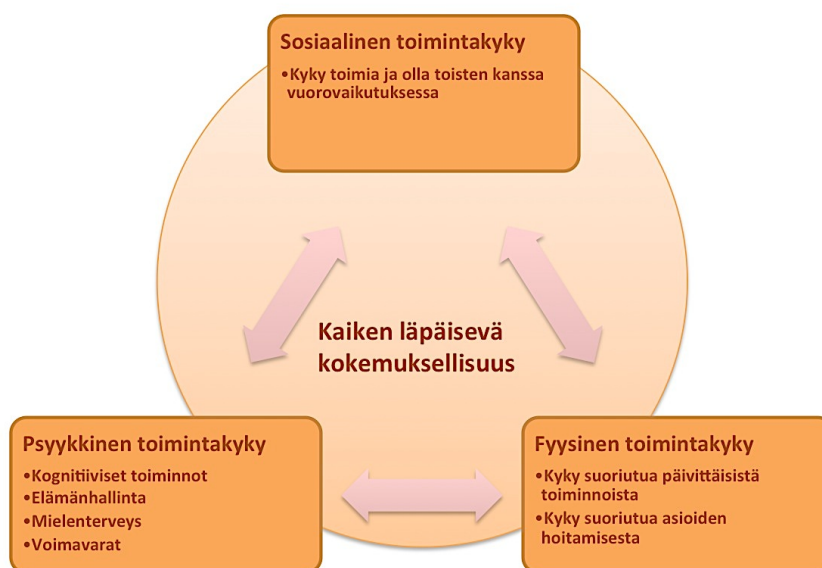 Sosiaalinen toimintakyky
•Kyky toimia ja olla toisten kanssa
vuorovaikutuksessa
Kaiken läpäisevä
kokemuksellisuus
Psyykkinen toimintakyky
•Kognitiiviset toiminnot
•Elämänhallinta
•Mielenterveys
•Voimavarat
Fyysinen toimintakyky
•Kyky suoriutua päivittäisistä
toiminnoista
•Kyky suoriutua asioiden
hoitamisesta